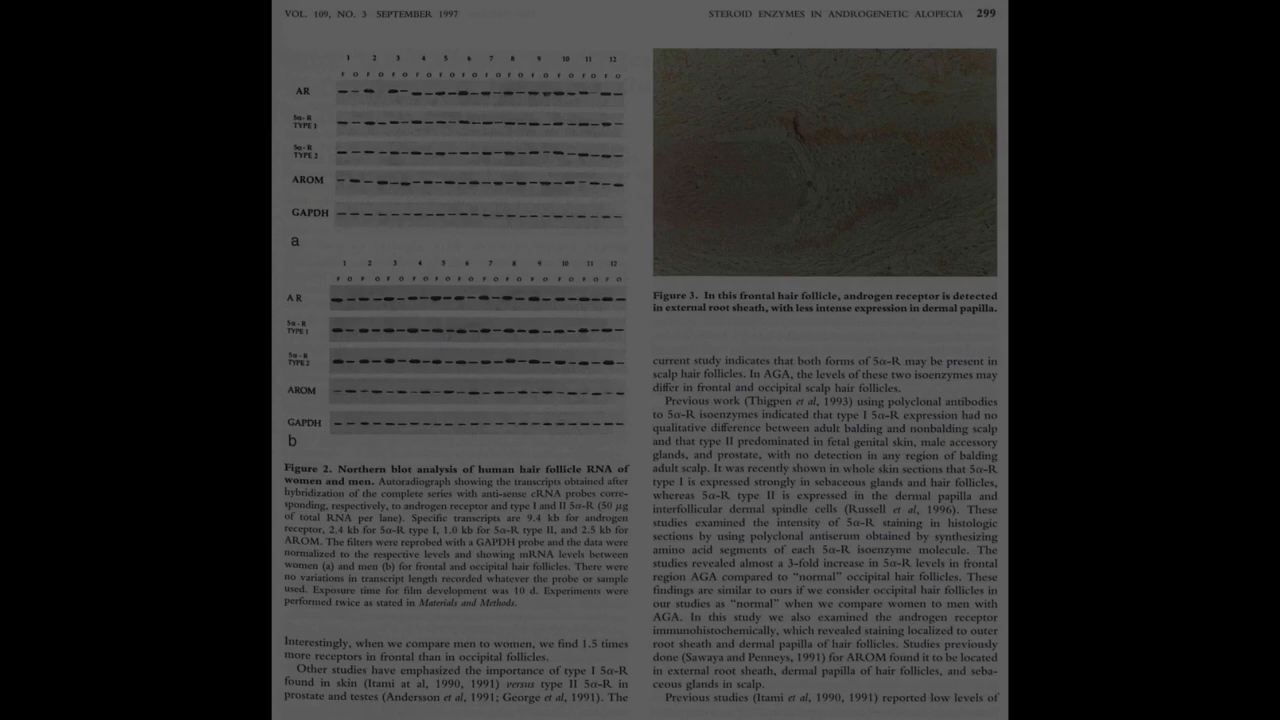 VOL. 109, NO. 3 SEPTEMBER 1997
STEROID ENZYMES IN ANDROGENETIC ALOPECIA 299
1 2 3 4 5 6 7 8 9 10 11 12
F O F O F O F O F O F O F O F O F O F O F O F O
AR
5α-R
TYPE I
5α-R
TYPE 2
AROM
GAPDH
a
1 2 3 4 5 6 7 8 9 10 11 12
F O F O F O F O F O F O F O F O F O F O F O F O
AR
5α-R
TYPE I
5α-R
TYPE 2
AROM
GAPDH
b
Figure 2. Northern blot analysis of human hair follicle RNA of
women and men. Autoradiograph showing the transcripts obtained after
hybridization of the complete series with anti-sense cRNA probes corre-
sponding, respectively, to androgen receptor and type I and II 5α-R (50 μg
of total RNA per lane). Specific transcripts are 9.4 kb for androgen
receptor, 2.4 kb for 5α-R type I, 1.0 kb for 5α-R type II, and 2.5 kb for
AROM. The filters were reprobed with a GAPDH probe and the data were
normalized to the respective levels and showing mRNA levels between
women (a) and men (b) for frontal and occipital hair follicles. There were
no variations in transcript length recorded whatever the probe or sample
used. Exposure time for film development was 10 d. Experiments were
performed twice as stated in Materials and Methods.
Interestingly, when we compare men to women, we find 1.5 times
more receptors in frontal than in occipital follicles.
Other studies have emphasized the importance of type I 5α-R
found in skin (Itami at al, 1990, 1991) versus type II 5α-R in
prostate and testes (Andersson et al, 1991; George et al, 1991). The
Figure 3. In this frontal hair follicle, androgen receptor is detected
in external root sheath, with less intense expression in dermal papilla.
current study indicates that both forms of 5α-R may be present in
scalp hair follicles. In AGA, the levels of these two isoenzymes may
differ in frontal and occipital scalp hair follicles.
Previous work (Thigpen et al, 1993) using polyclonal antibodies
to 5α-R isoenzymes indicated that type I 5α-R expression had no
qualitative difference between adult balding and nonbalding scalp
and that type II predominated in fetal genital skin, male accessory
glands, and prostate, with no detection in any region of balding
adult scalp. It was recently shown in whole skin sections that 5α-R
type I is expressed strongly in sebaceous glands and hair follicles,
whereas 5α-R type II is expressed in the dermal papilla and
interfollicular dermal spindle cells (Russell et al, 1996). These
studies examined the intensity of 5α-R staining in histologic
sections by using polyclonal antiserum obtained by synthesizing
amino acid segments of each 5α-R isoenzyme molecule. The
studies revealed almost a 3-fold increase in 5α-R levels in frontal
region AGA compared to "normal" occipital hair follicles. These
findings are similar to ours if we consider occipital hair follicles in
our studies as "normal" when we compare women to men with
AGA. In this study we also examined the androgen receptor
immunohistochemically, which revealed staining localized to outer
root sheath and dermal papilla of hair follicles. Studies previously
done (Sawaya and Penneys, 1991) for AROM found it to be located
in external root sheath, dermal papilla of hair follicles, and seba-
ceous glands in scalp.
Previous studies (Itami et al, 1990, 1991) reported low levels of